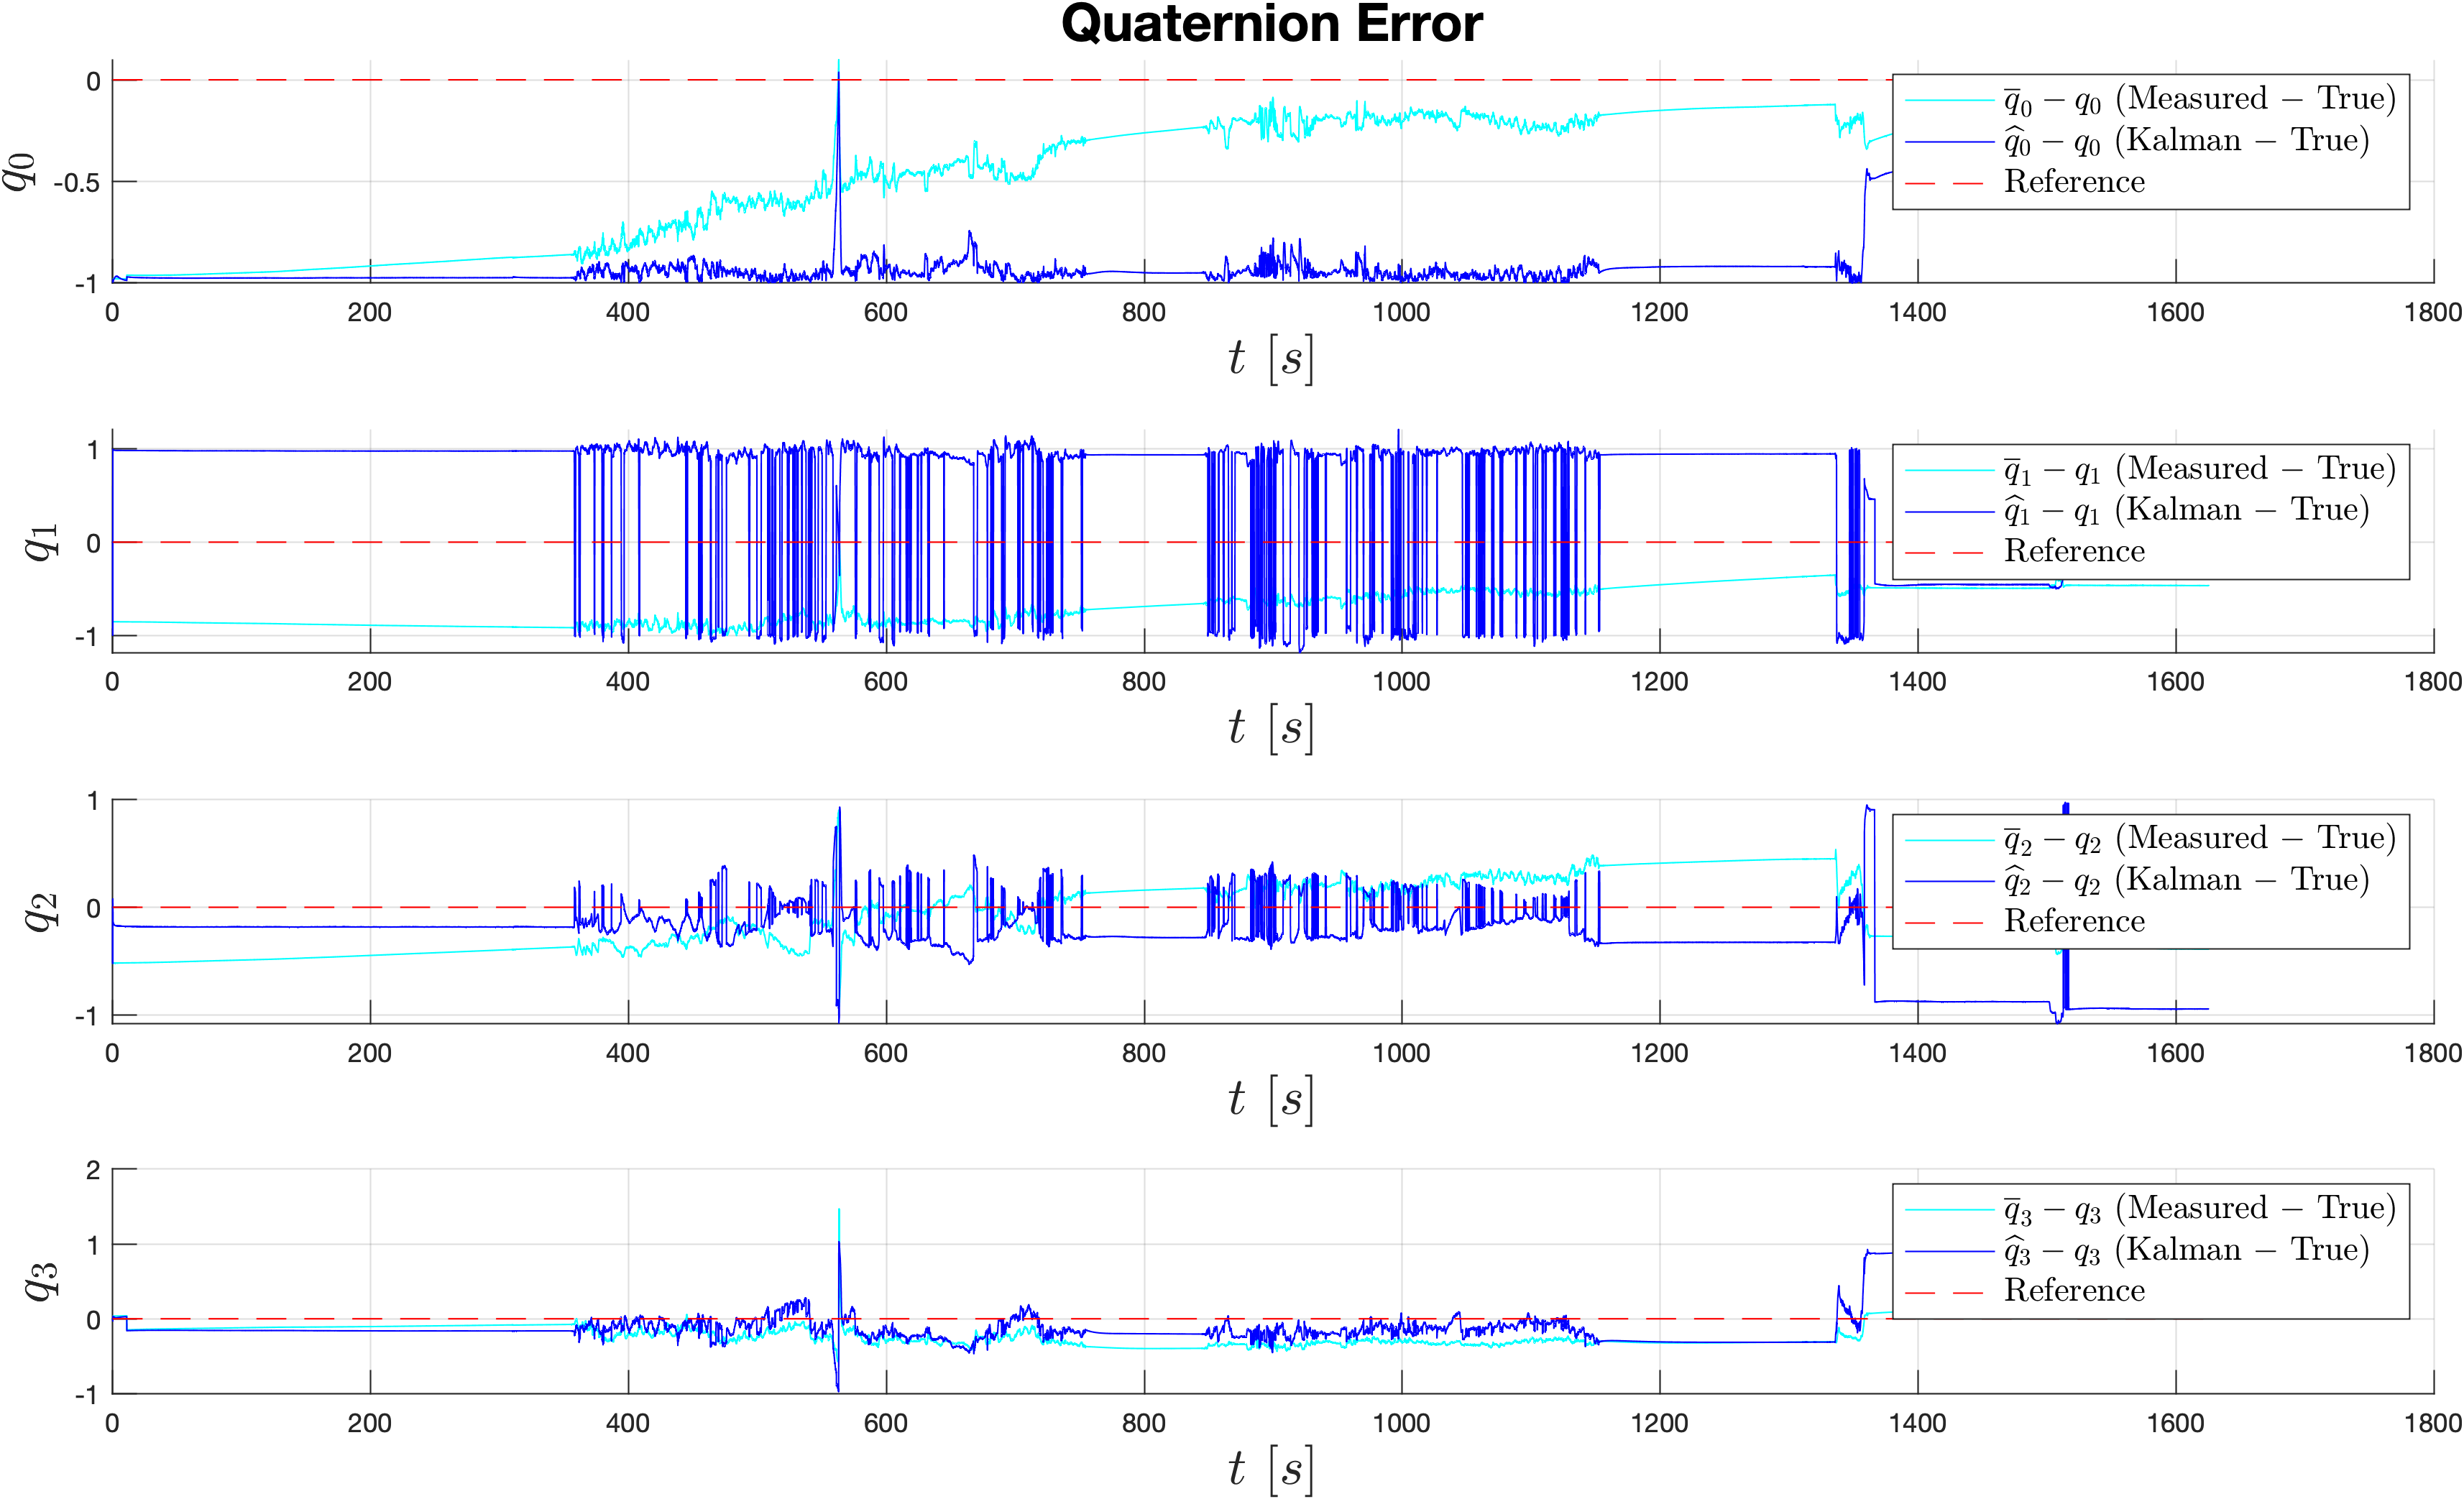 Quaternion Error
0
-0.5
-1
q0
q̅₀ − q₀ (Measured − True)
q̂₀ − q₀ (Kalman − True)
Reference
0 200 400 600 800 1000 1200 1400 1600 1800
t [s]
1
0
-1
q1
q̅₁ − q₁ (Measured − True)
q̂₁ − q₁ (Kalman − True)
Reference
0 200 400 600 800 1000 1200 1400 1600 1800
t [s]
1
0
-1
q2
q̅₂ − q₂ (Measured − True)
q̂₂ − q₂ (Kalman − True)
Reference
0 200 400 600 800 1000 1200 1400 1600 1800
t [s]
2
1
0
-1
q3
q̅₃ − q₃ (Measured − True)
q̂₃ − q₃ (Kalman − True)
Reference
0 200 400 600 800 1000 1200 1400 1600 1800
t [s]